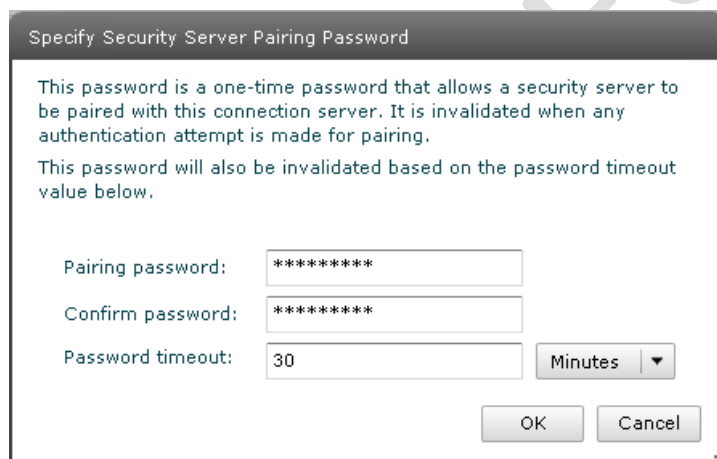 Specify Security Server Pairing Password
This password is a one-time password that allows a security server to
be paired with this connection server. It is invalidated when any
authentication attempt is made for pairing.
This password will also be invalidated based on the password timeout
value below.
Pairing password: *********
Confirm password: *********
Password timeout: 30 Minutes
OK Cancel